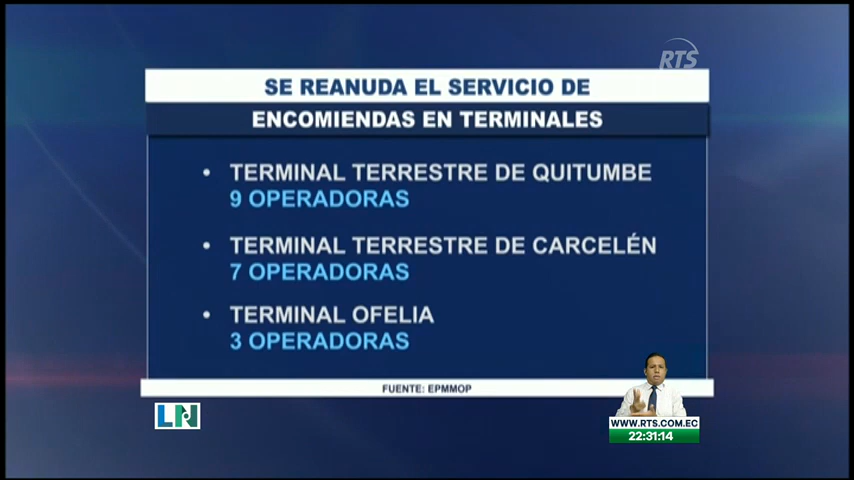 RTS
SE REANUDA EL SERVICIO DE
ENCOMIENDAS EN TERMINALES
• TERMINAL TERRESTRE DE QUITUMBE
9 OPERADORAS
• TERMINAL TERRESTRE DE CARCELÉN
7 OPERADORAS
• TERMINAL OFELIA
3 OPERADORAS
FUENTE: EPMMOP
LN
WWW.RTS.COM.EC
22:31:14